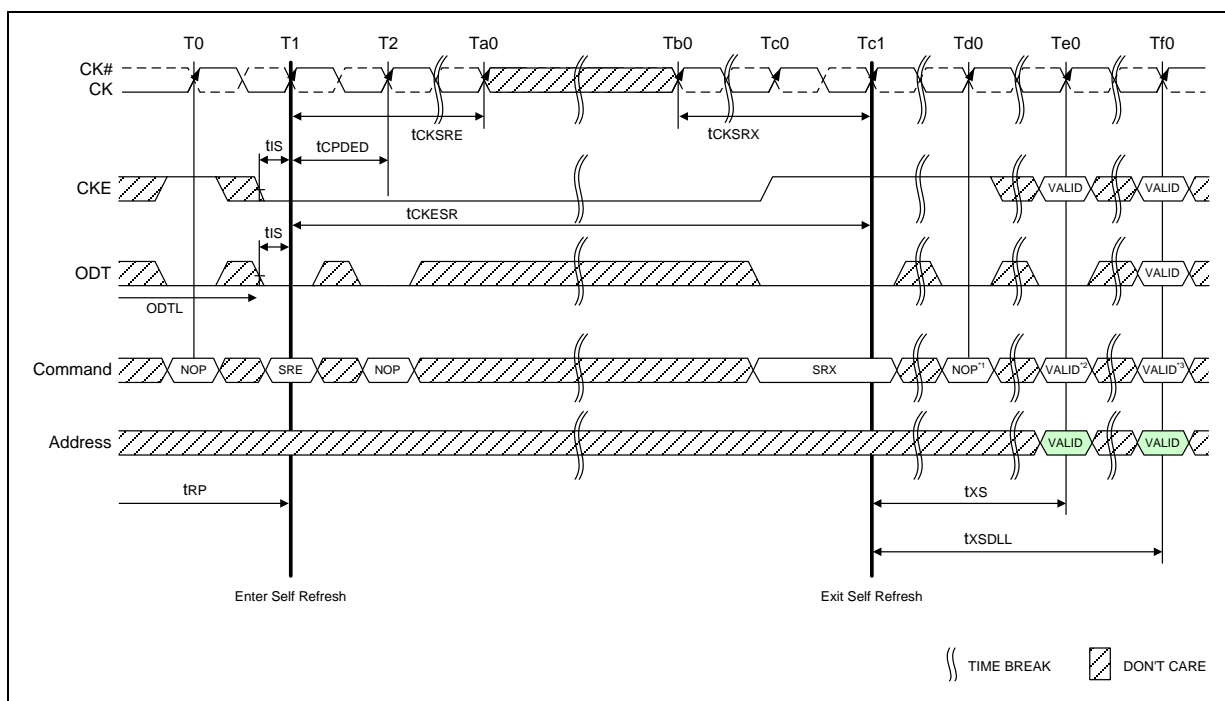 T0 T1 T2 Ta0 Tb0 Tc0 Tc1 Td0 Te0 Tf0
CK#
CK
tCKSRE tCKSRX
tIS tCPDED
CKE VALID VALID
tCKESR
tIS
ODT VALID
ODTL
Command NOP SRE NOP SRX NOP*1 VALID*2 VALID*3
Address VALID VALID
tRP tXS
tXSDLL
Enter Self Refresh Exit Self Refresh
TIME BREAK DON'T CARE